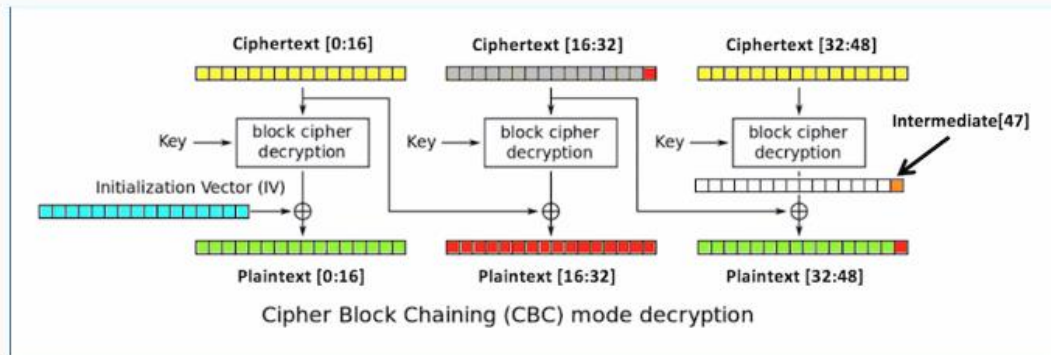 Ciphertext [0:16]
Ciphertext [16:32]
Ciphertext [32:48]
Key
block cipher
decryption
Key
block cipher
decryption
Key
block cipher
decryption
Intermediate[47]
Initialization Vector (IV)
Plaintext [0:16]
Plaintext [16:32]
Plaintext [32:48]
Cipher Block Chaining (CBC) mode decryption